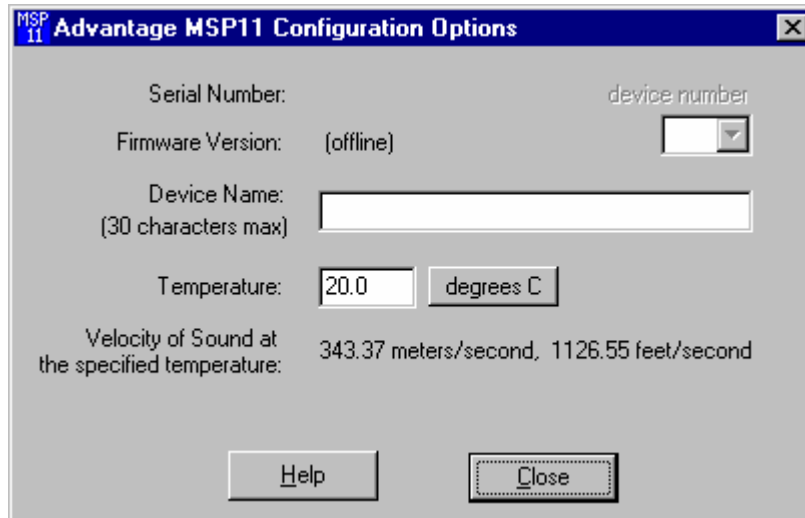 MSP 11 Advantage MSP11 Configuration Options
Serial Number:
device number
Firmware Version: (offline)
Device Name:
(30 characters max)
Temperature: 20.0 degrees C
Velocity of Sound at
the specified temperature: 343.37 meters/second, 1126.55 feet/second
Help Close